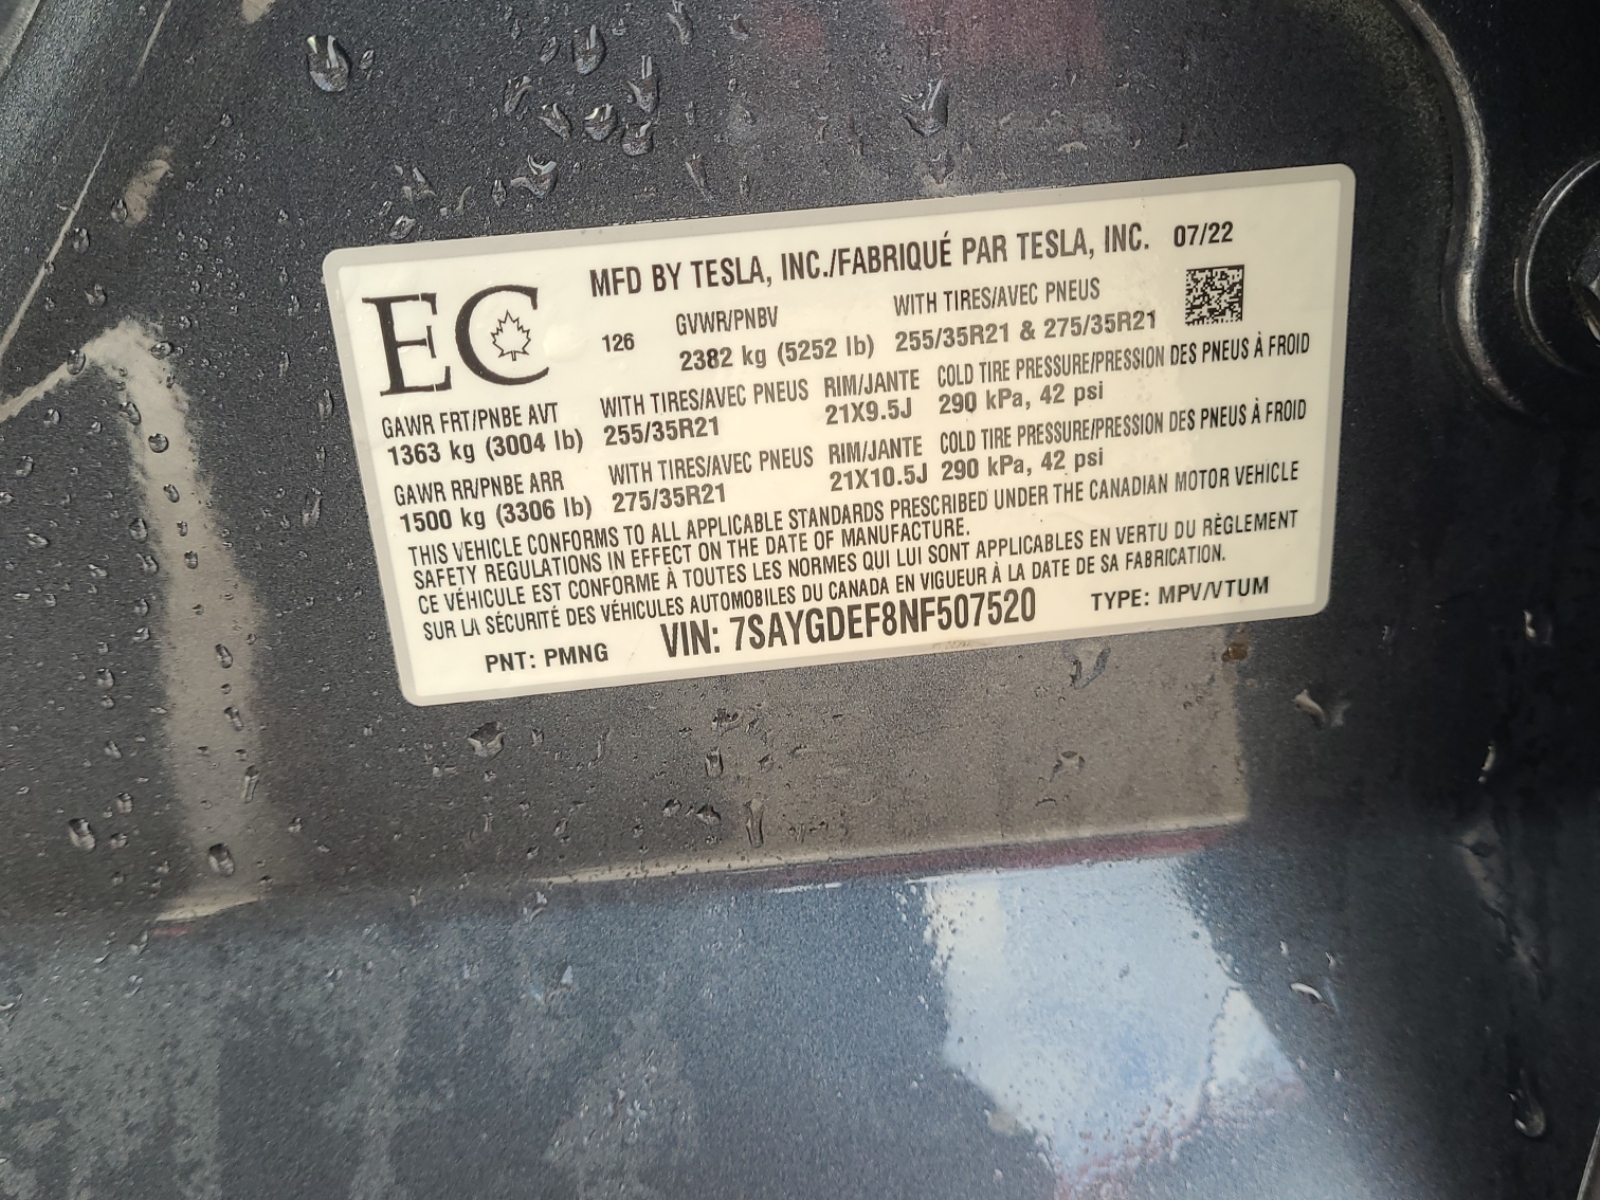 MFD BY TESLA, INC./FABRIQUÉ PAR TESLA, INC. 07/22
EC 126 GVWR/PNBV WITH TIRES/AVEC PNEUS
2382 kg (5252 lb) 255/35R21 & 275/35R21
GAWR FRT/PNBE AVT WITH TIRES/AVEC PNEUS RIM/JANTE COLD TIRE PRESSURE/PRESSION DES PNEUS À FROID
1363 kg (3004 lb) 255/35R21 21X9.5J 290 kPa, 42 psi
GAWR RR/PNBE ARR WITH TIRES/AVEC PNEUS RIM/JANTE COLD TIRE PRESSURE/PRESSION DES PNEUS À FROID
1500 kg (3306 lb) 275/35R21 21X10.5J 290 kPa, 42 psi
THIS VEHICLE CONFORMS TO ALL APPLICABLE STANDARDS PRESCRIBED UNDER THE CANADIAN MOTOR VEHICLE
SAFETY REGULATIONS IN EFFECT ON THE DATE OF MANUFACTURE.
CE VÉHICULE EST CONFORME À TOUTES LES NORMES QUI LUI SONT APPLICABLES EN VERTU DU RÈGLEMENT
SUR LA SÉCURITÉ DES VÉHICULES AUTOMOBILES DU CANADA EN VIGUEUR À LA DATE DE SA FABRICATION.
PNT: PMNG VIN: 7SAYGDEF8NF507520 TYPE: MPV/VTUM